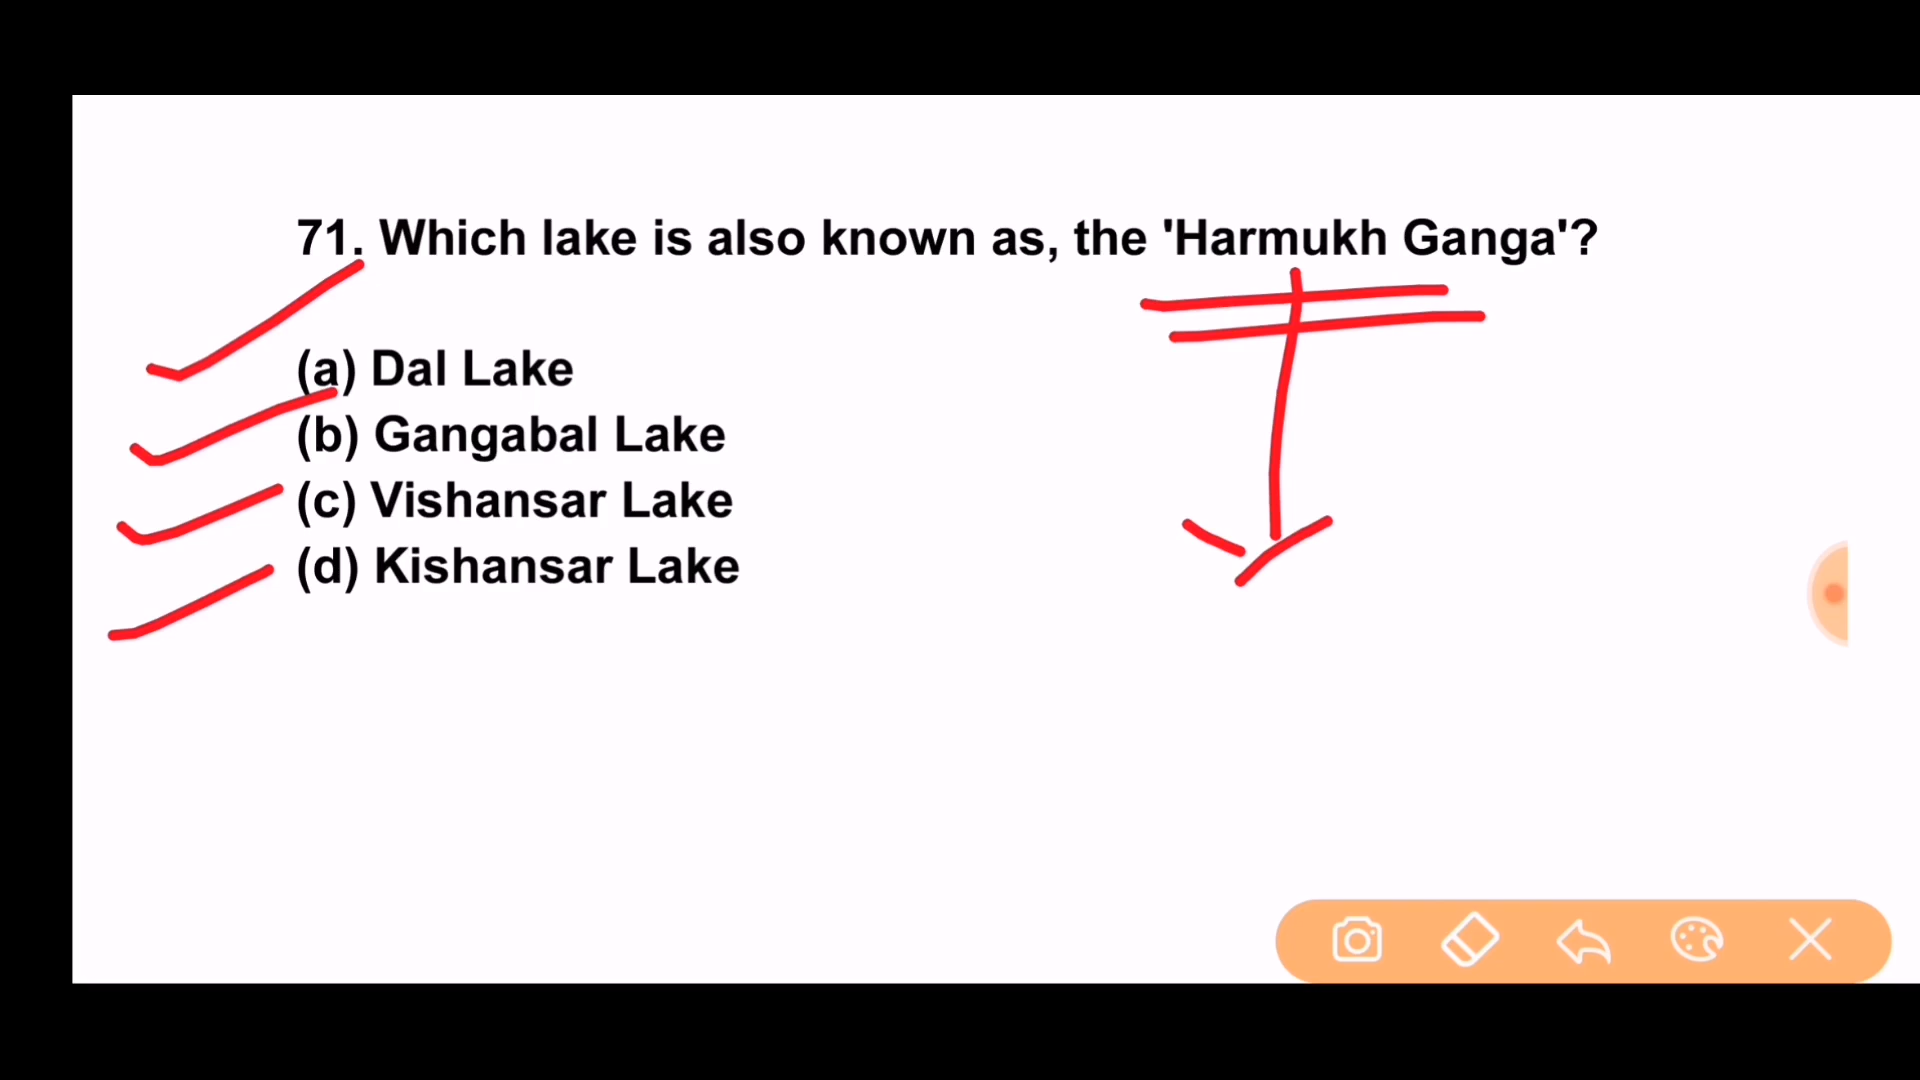 71. Which lake is also known as, the 'Harmukh Ganga'?
(a) Dal Lake
(b) Gangabal Lake
(c) Vishansar Lake
(d) Kishansar Lake